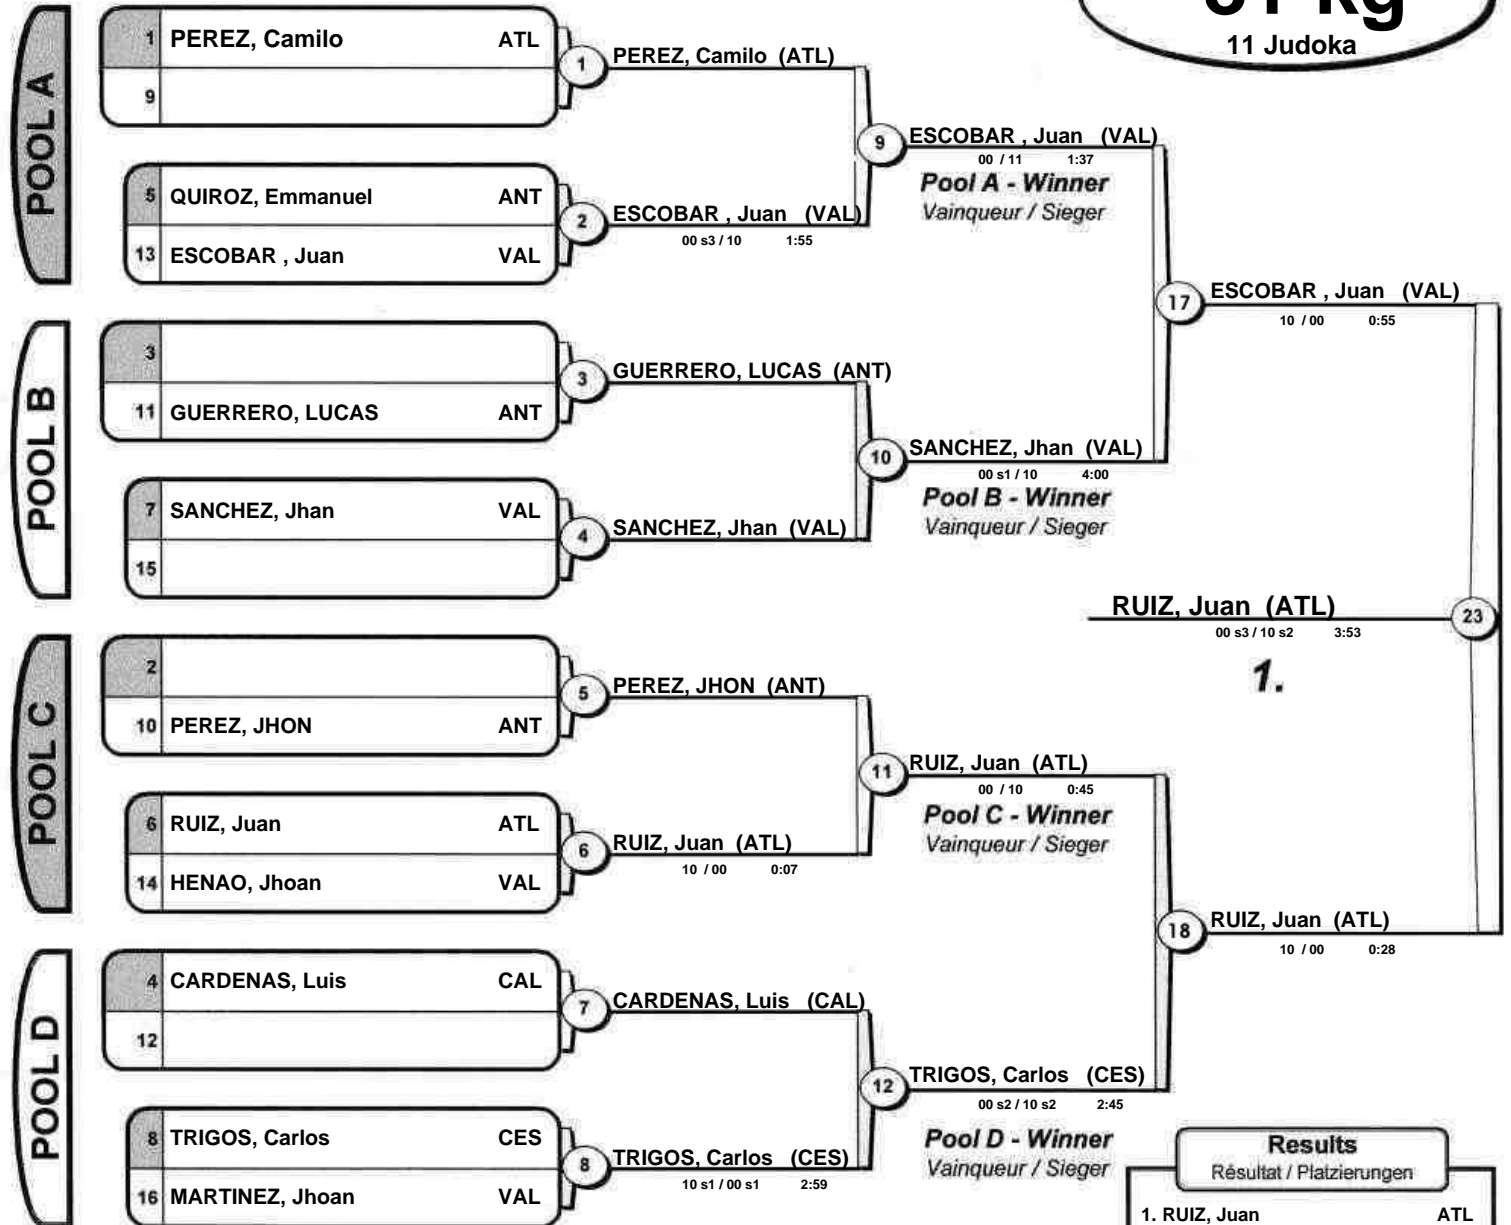 11 Judoka
POOL A
1 PEREZ, Camilo ATL
9
1
PEREZ, Camilo (ATL)
5 QUIROZ, Emmanuel ANT
13 ESCOBAR , Juan VAL
2
ESCOBAR , Juan (VAL)
00 s3 / 10 1:55
9
ESCOBAR , Juan (VAL)
00 / 11 1:37
Pool A - Winner
Vainqueur / Sieger
POOL B
3
11 GUERRERO, LUCAS ANT
3
GUERRERO, LUCAS (ANT)
7 SANCHEZ, Jhan VAL
15
4
SANCHEZ, Jhan (VAL)
10
SANCHEZ, Jhan (VAL)
00 s1 / 10 4:00
Pool B - Winner
Vainqueur / Sieger
17
ESCOBAR , Juan (VAL)
10 / 00 0:55
RUIZ, Juan (ATL)
00 s3 / 10 s2 3:53
1.
23
POOL C
2
10 PEREZ, JHON ANT
5
PEREZ, JHON (ANT)
6 RUIZ, Juan ATL
14 HENAO, Jhoan VAL
6
RUIZ, Juan (ATL)
10 / 00 0:07
11
RUIZ, Juan (ATL)
00 / 10 0:45
Pool C - Winner
Vainqueur / Sieger
18
RUIZ, Juan (ATL)
10 / 00 0:28
POOL D
4 CARDENAS, Luis CAL
12
7
CARDENAS, Luis (CAL)
8 TRIGOS, Carlos CES
16 MARTINEZ, Jhoan VAL
8
TRIGOS, Carlos (CES)
10 s1 / 00 s1 2:59
12
TRIGOS, Carlos (CES)
00 s2 / 10 s2 2:45
Pool D - Winner
Vainqueur / Sieger
Results
Résultat / Platzierungen
1. RUIZ, Juan ATL